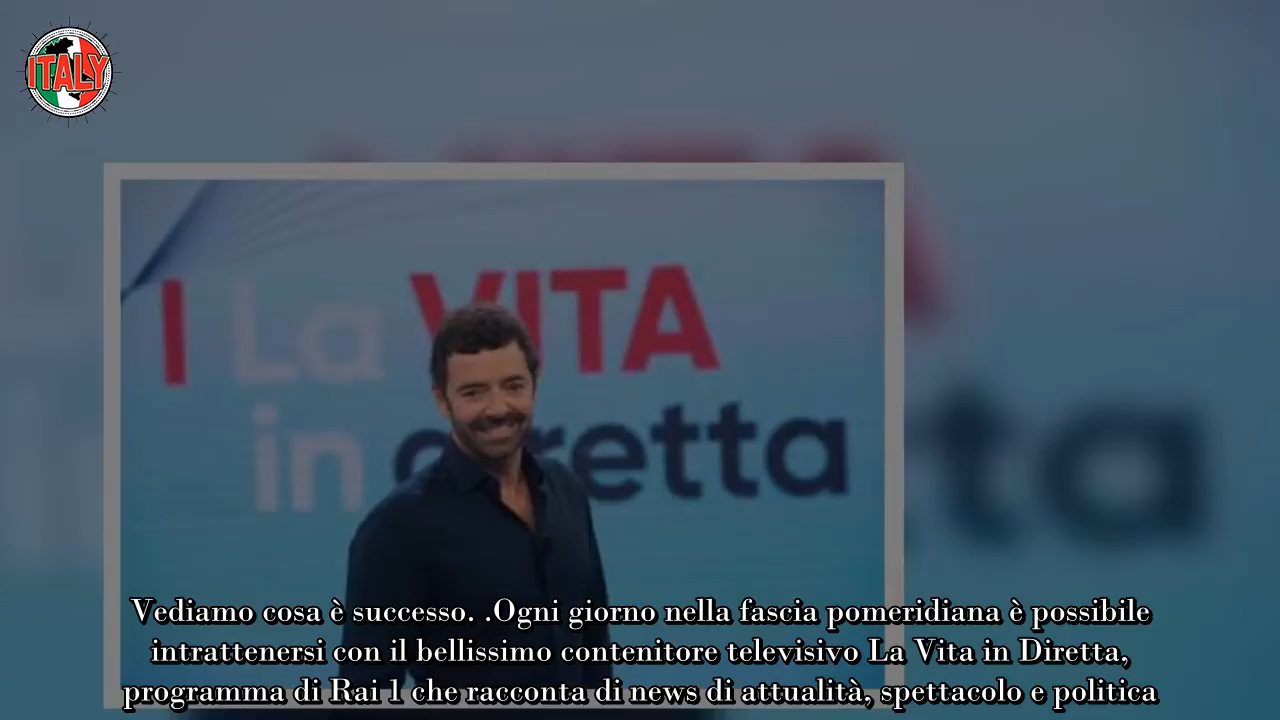 ITALY
I La VITA
in diretta
Vediamo cosa è successo. .Ogni giorno nella fascia pomeridiana è possibile
intrattenersi con il bellissimo contenitore televisivo La Vita in Diretta,
programma di Rai 1 che racconta di news di attualità, spettacolo e politica